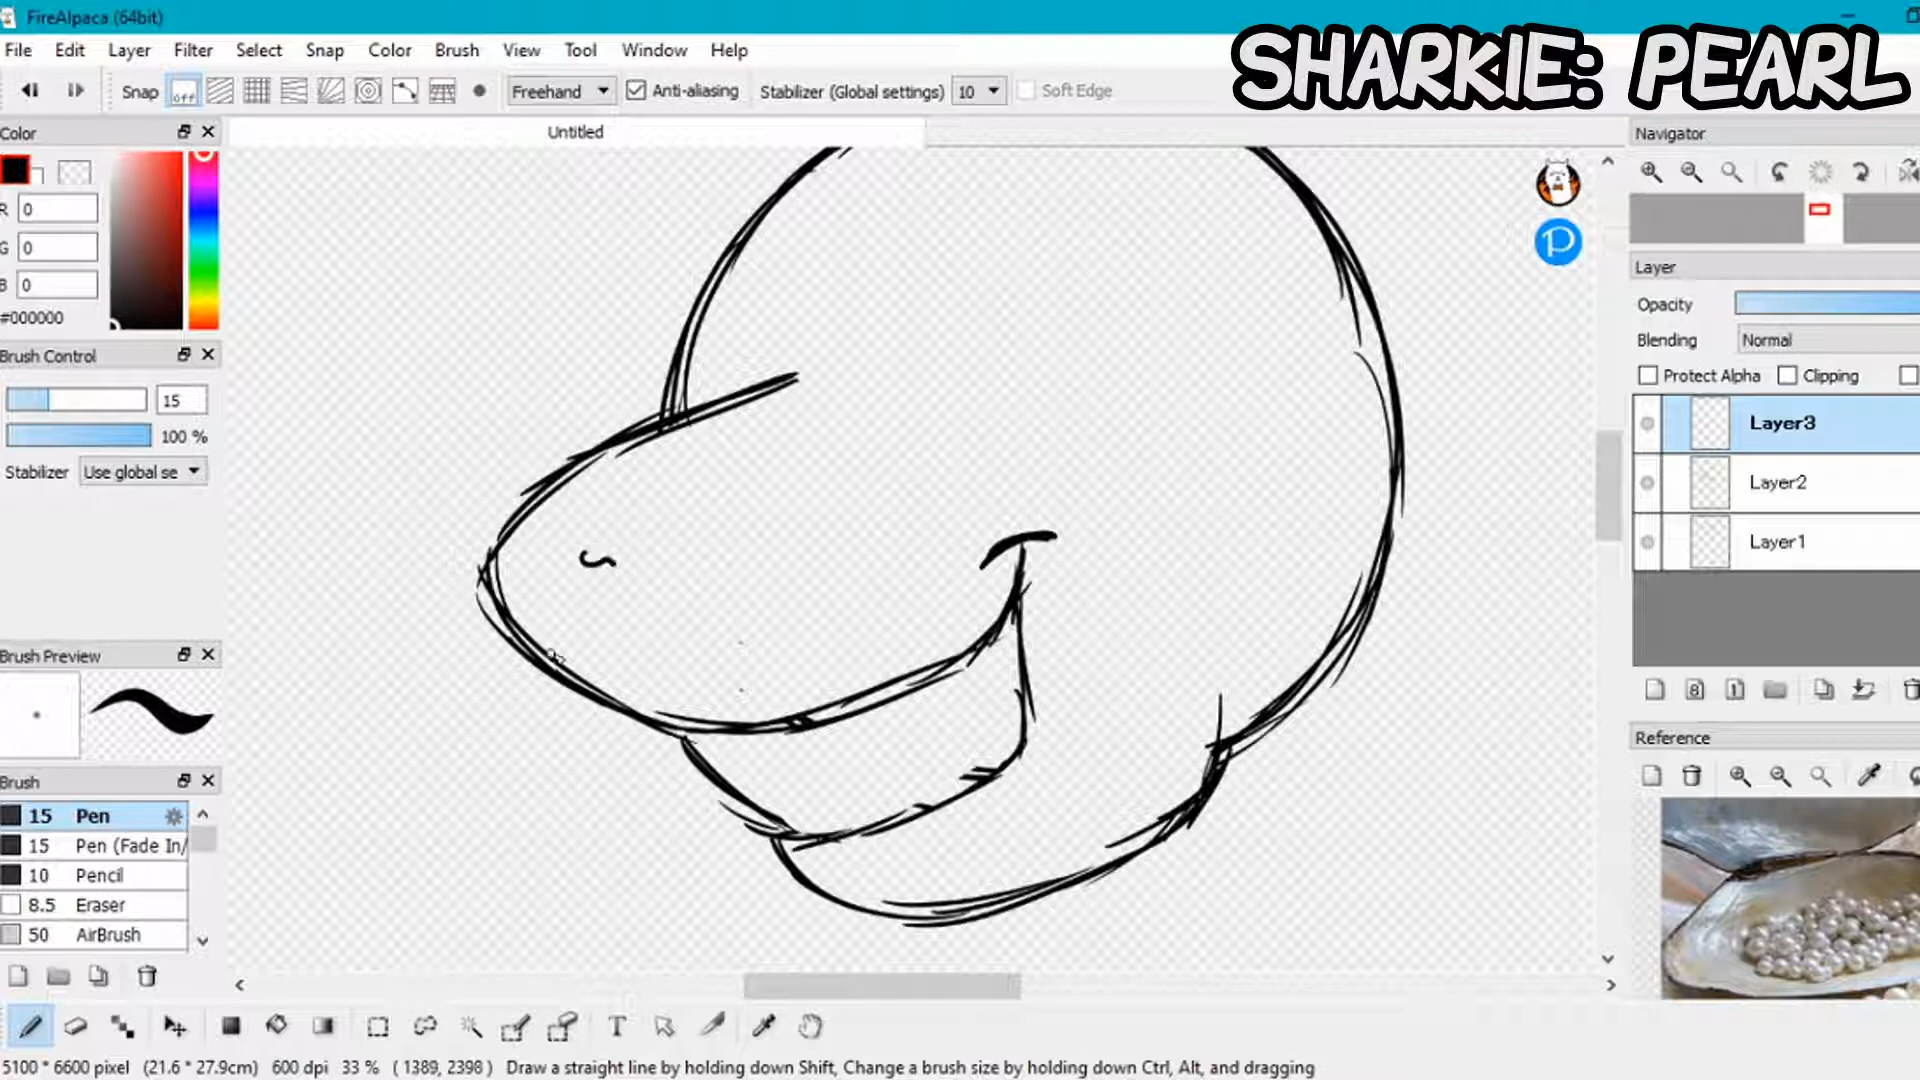 FireAlpaca (64bit)
SHARKIE: PEARL
File Edit Layer Filter Select Snap Color Brush View Tool Window Help
Snap off Freehand Anti-aliasing Stabilizer (Global settings) 10 Soft Edge
Color
Untitled
Navigator
R 0
G 0
B 0
#000000
Layer
Opacity
Blending Normal
Protect Alpha Clipping
Brush Control
15
100 %
Stabilizer Use global se
Layer3
Layer2
Layer1
Brush Preview
Reference
Brush
15 Pen
15 Pen (Fade In/
10 Pencil
8.5 Eraser
50 AirBrush
5100 * 6600 pixel (21.6 * 27.9cm) 600 dpi 33 % ( 1389, 2398 ) Draw a straight line by holding down Shift, Change a brush size by holding down Ctrl, Alt, and dragging